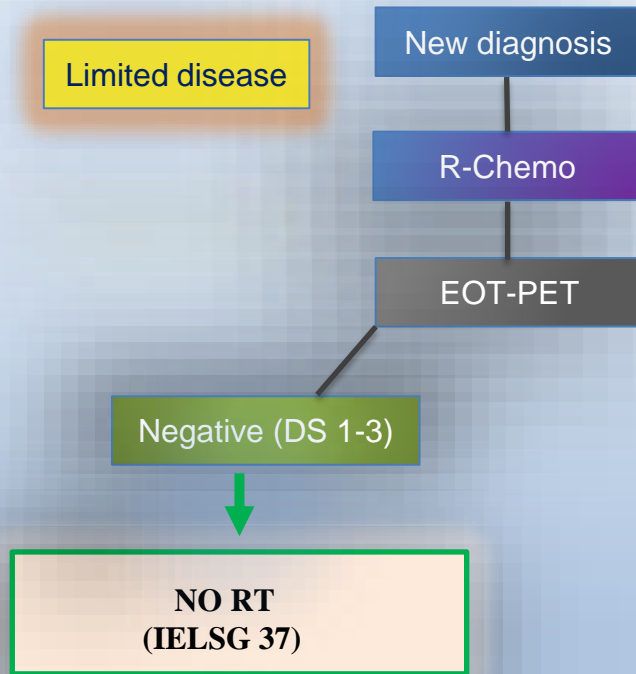 Limited disease
New diagnosis
R-Chemo
EOT-PET
Negative (DS 1-3)
NO RT
(IELSG 37)